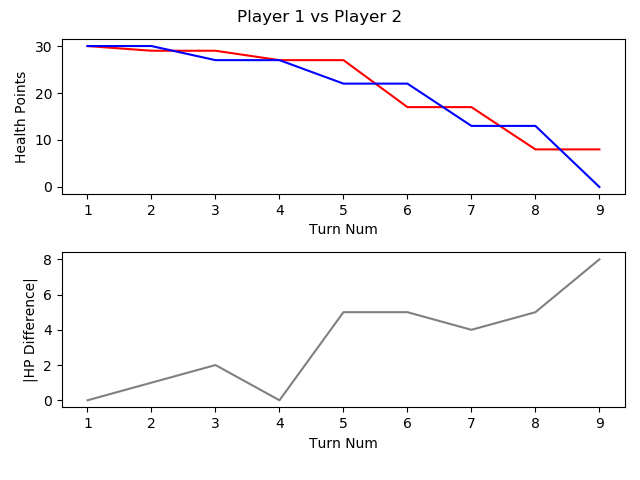 Player 1 vs Player 2
30
20
10
0
Health Points
1 2 3 4 5 6 7 8 9
Turn Num
8
6
4
2
0
|HP Difference|
1 2 3 4 5 6 7 8 9
Turn Num